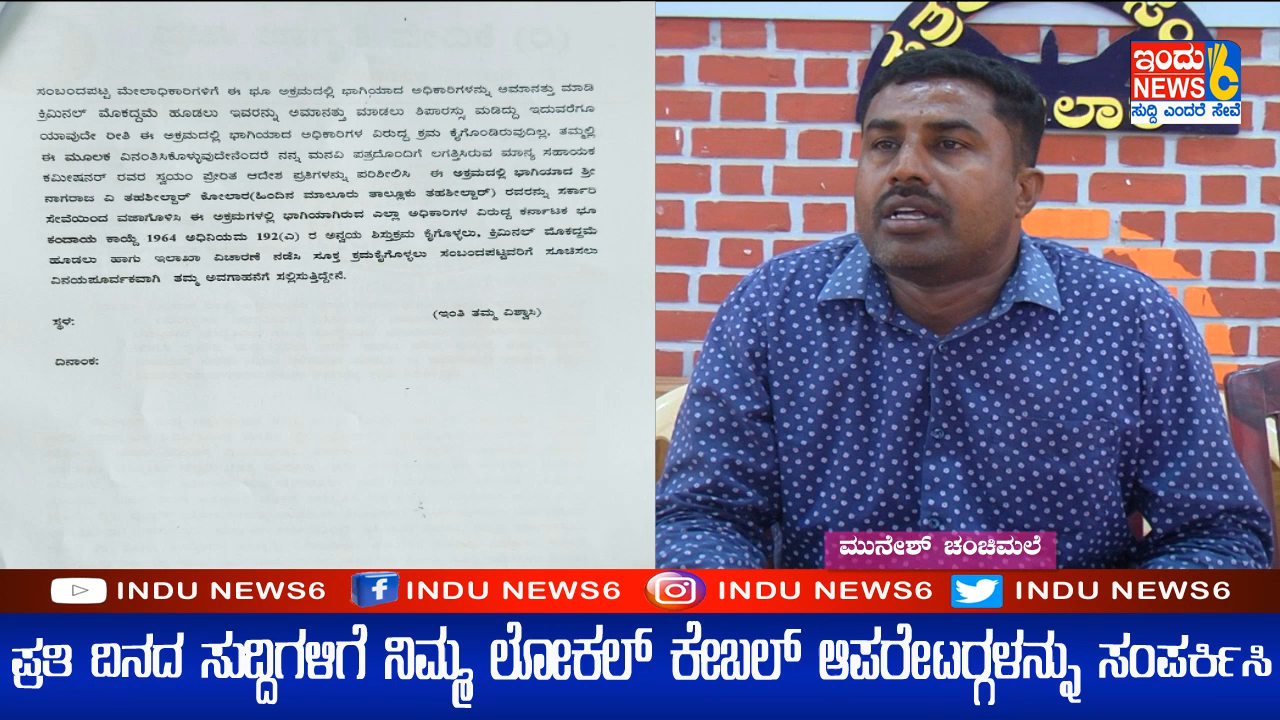 ಸಂಬಂದಪಟ್ಟ ಮೇಲಾಧಿಕಾರಿಗಳಿಗೆ ಈ ಭೂ ಅಕ್ರಮದಲ್ಲಿ ಭಾಗಿಯಾದ ಅಧಿಕಾರಿಗಳನ್ನು ಅಮಾನತ್ತು ಮಾಡಿ
ಕ್ರಿಮಿನಲ್ ಮೊಕದ್ದಮೆ ಹೂಡಲು ಇವರನ್ನು ಅಮಾನತ್ತು ಮಾಡಲು ಶಿಪಾರಸ್ಸು ಮಡಿದ್ದು ಇದುವರೆಗೂ
ಯಾವುದೇ ರೀತಿ ಈ ಅಕ್ರಮದಲ್ಲಿ ಭಾಗಿಯಾದ ಅಧಿಕಾರಿಗಳ ವಿರುದ್ದ ಕ್ರಮ ಕೈಗೊಂಡಿರುವುದಿಲ್ಲ, ತಮ್ಮಲ್ಲಿ
ಈ ಮೂಲಕ ವಿನಂತಿಸಿಕೊಳ್ಳುವುದೇನೆಂದರೆ ನನ್ನ ಮನವಿ ಪತ್ರದೊಂದಿಗೆ ಲಗತ್ತಿಸಿರುವ ಮಾನ್ಯ ಸಹಾಯಕ
ಕಮೀಷನರ್ ರವರ ಸ್ವಯಂ ಪ್ರೇರಿತ ಆದೇಶ ಪ್ರತಿಗಳನ್ನು ಪರಿಶೀಲಿಸಿ ಈ ಅಕ್ರಮದಲ್ಲಿ ಭಾಗಿಯಾದ ಶ್ರೀ
ನಾಗರಾಜ ವಿ ತಹಶೀಲ್ದಾರ್ ಕೋಲಾರ(ಹಿಂದಿನ ಮಾಲೂರು ತಾಲ್ಲೂಕು ತಹಶೀಲ್ದಾರ್) ರವರನ್ನು ಸರ್ಕಾರಿ
ಸೇವೆಯಿಂದ ವಜಾಗೊಳಿಸಿ ಈ ಅಕ್ರಮಗಳಲ್ಲಿ ಭಾಗಿಯಾಗಿರುವ ಎಲ್ಲಾ ಅಧಿಕಾರಿಗಳ ವಿರುದ್ದ ಕರ್ನಾಟಕ ಭೂ
ಕಂದಾಯ ಕಾಯ್ದೆ 1964 ಅಧಿನಿಯಮ 192(ಎ) ರ ಅನ್ವಯ ಶಿಸ್ತುಕ್ರಮ ಕೈಗೊಳ್ಳಲು, ಕ್ರಿಮಿನಲ್ ಮೊಕದ್ದಮೆ
ಹೂಡಲು ಹಾಗು ಇಲಾಖಾ ವಿಚಾರಣೆ ನಡೆಸಿ ಸೂಕ್ತ ಕ್ರಮಕೈಗೊಳ್ಳಲು ಸಂಬಂದಪಟ್ಟವರಿಗೆ ಸೂಚಿಸಲು
ವಿನಯಪೂರ್ವಕವಾಗಿ ತಮ್ಮ ಅವಗಾಹನೆಗೆ ಸಲ್ಲಿಸುತ್ತಿದ್ದೇನೆ.
ಸ್ಥಳ:
(ಇಂತಿ ತಮ್ಮ ವಿಶ್ವಾಸಿ)
ದಿನಾಂಕ:
ಇಂದು
NEWS 6
ಸುದ್ದಿ ಎಂದರೆ ಸೇವೆ
ಮುನೇಶ್ ಚಂಚಿಮಲೆ
INDU NEWS6 INDU NEWS6 INDU NEWS6 INDU NEWS6
ಪ್ರತಿ ದಿನದ ಸುದ್ದಿಗಳಿಗೆ ನಿಮ್ಮ ಲೋಕಲ್ ಕೇಬಲ್ ಆಪರೇಟರ್‍ಗಳನ್ನು ಸಂಪರ್ಕಿಸಿ